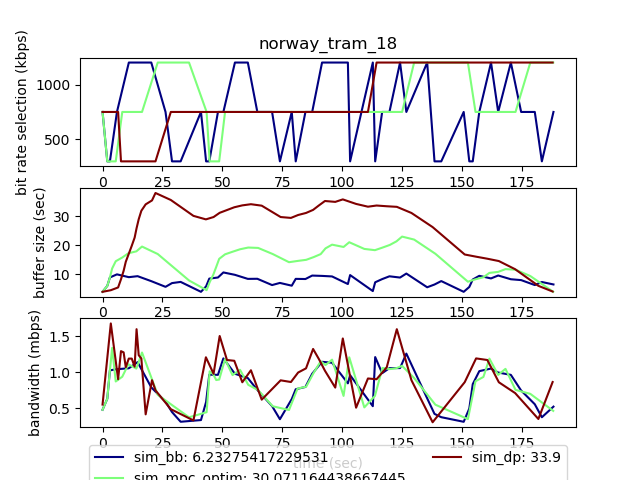 norway_tram_18
bit rate selection (kbps)
1000
500
0 25 50 75 100 125 150 175
buffer size (sec)
30
20
10
0 25 50 75 100 125 150 175
bandwidth (mbps)
1.5
1.0
0.5
0 25 50 75 100 125 150 175
time (sec)
sim_bb: 6.23275417229531
sim_dp: 33.9
sim_mpc_optim: 30.071164438667445